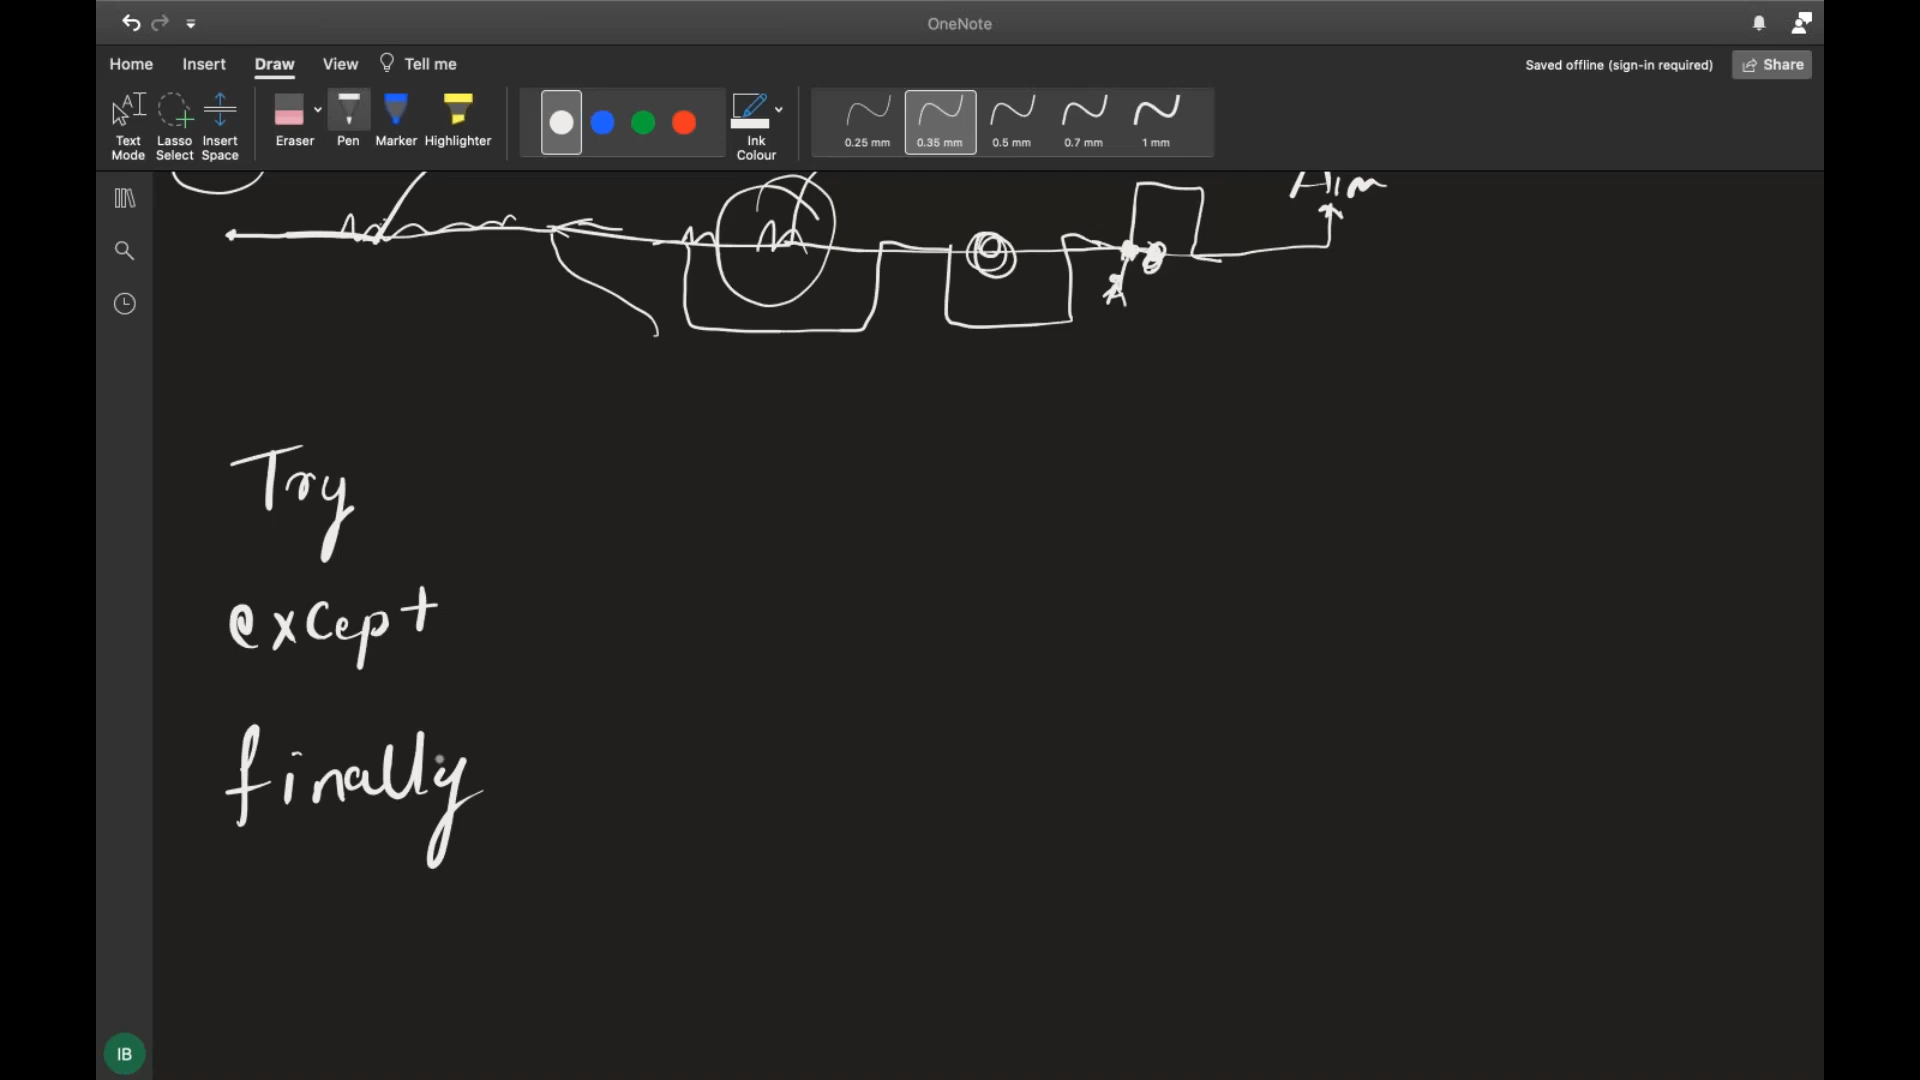 OneNote
Home Insert Draw View Tell me
Saved offline (sign-in required) Share
Text Mode
Lasso Select
Insert Space
Eraser
Pen
Marker
Highlighter
Ink Colour
0.25 mm
0.35 mm
0.5 mm
0.7 mm
1 mm
Aim
A
Try
except
finally
IB